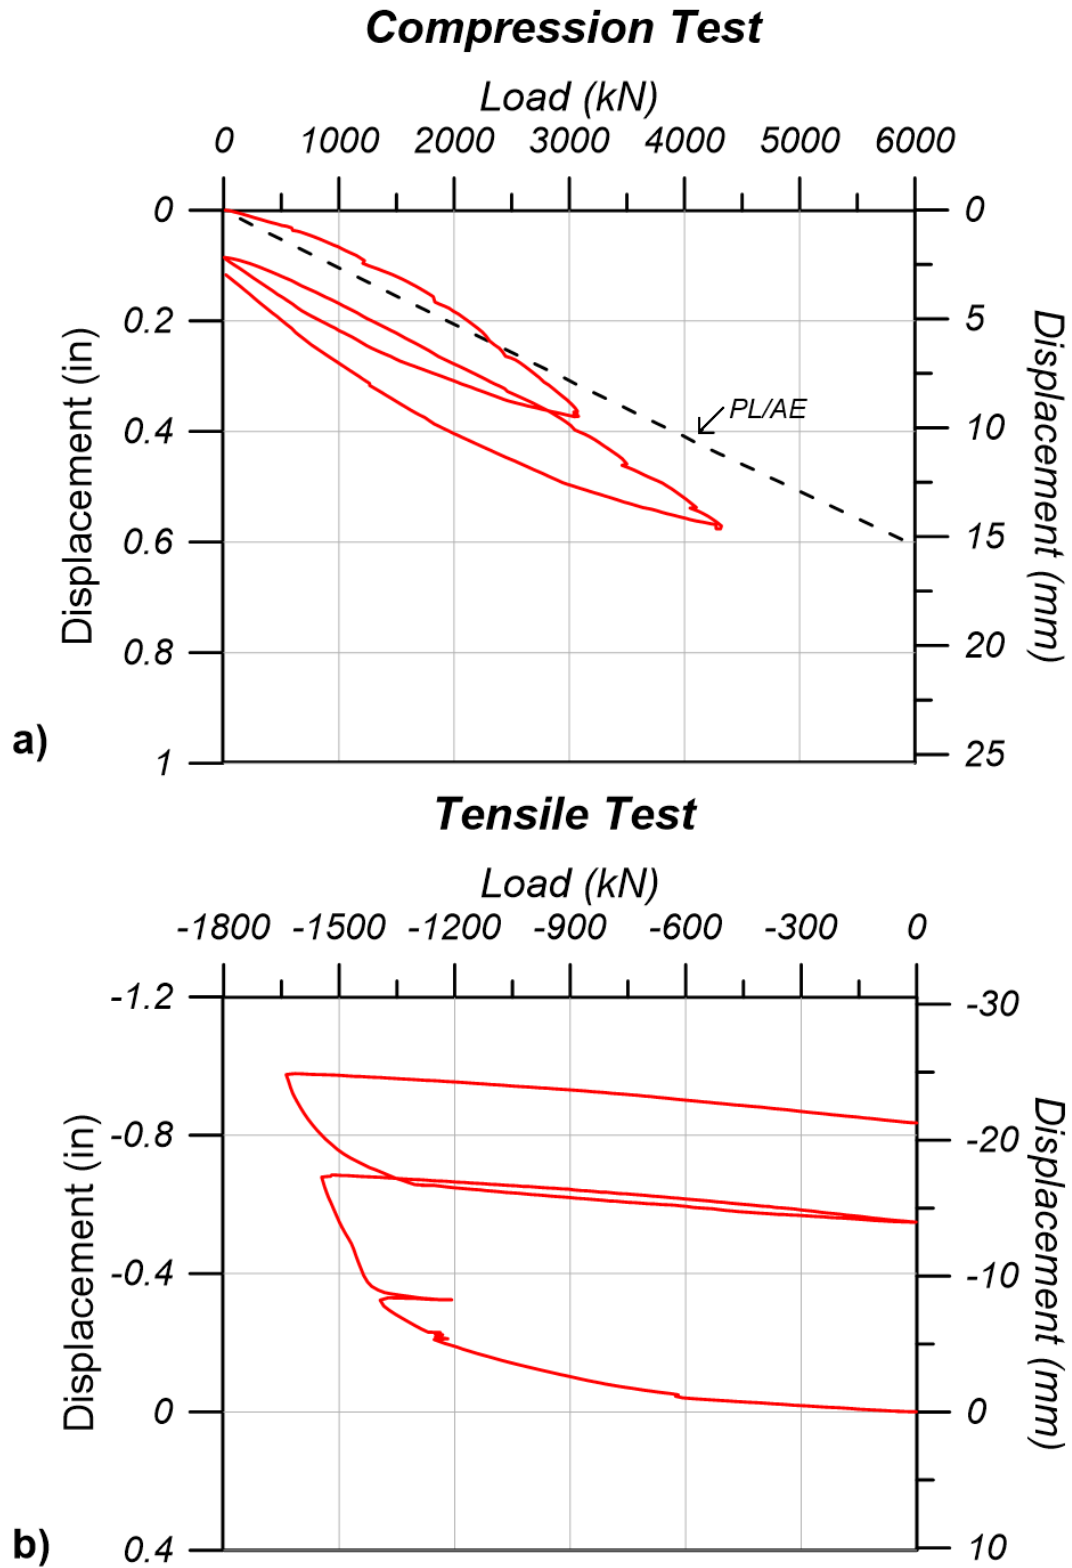 Compression Test
Load (kN)
0 1000 2000 3000 4000 5000 6000
0
0.2
0.4
0.6
0.8
1
Displacement (in)
0
5
10
15
20
25
Displacement (mm)
PL/AE
a)
Tensile Test
Load (kN)
-1800 -1500 -1200 -900 -600 -300 0
-1.2
-0.8
-0.4
0
0.4
Displacement (in)
-30
-20
-10
0
10
Displacement (mm)
b)